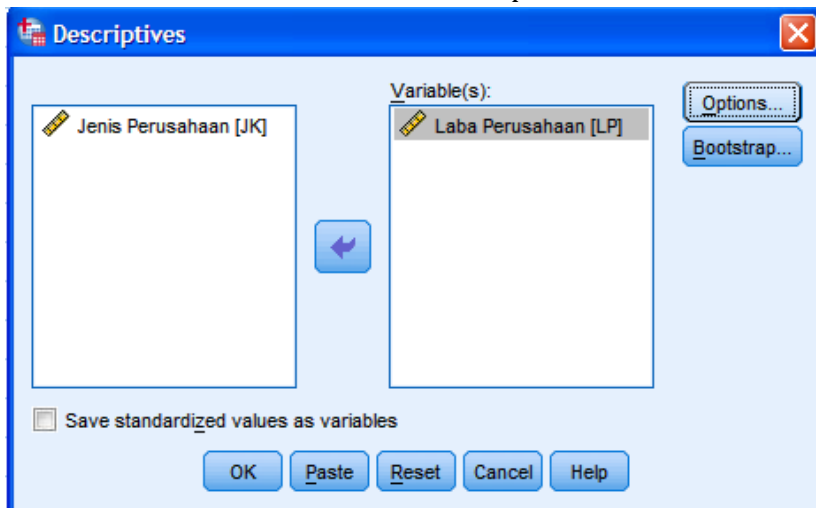 Descriptives
Variable(s):
Jenis Perusahaan [JK]
Laba Perusahaan [LP]
Options...
Bootstrap...
Save standardized values as variables
OK
Paste
Reset
Cancel
Help